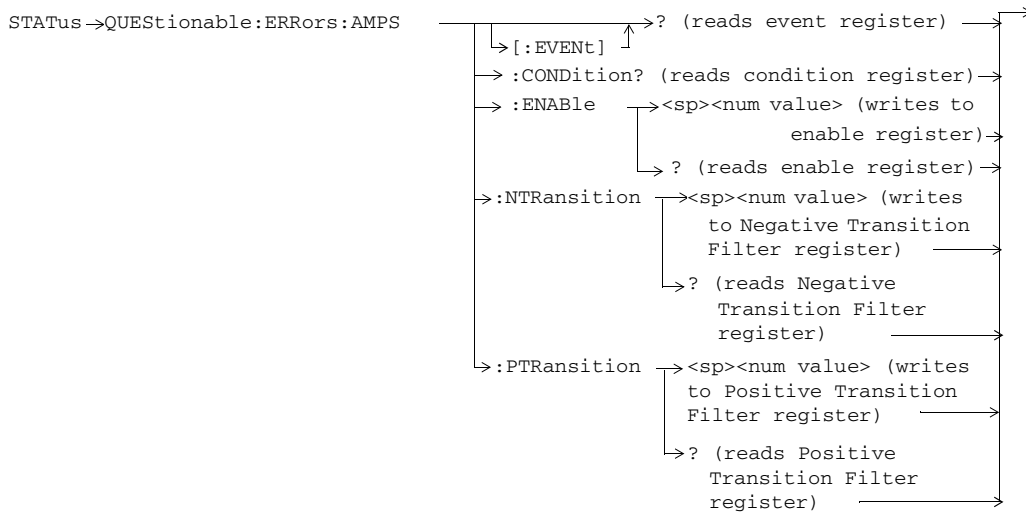 STATus QUEStionable:ERRors:AMPS ? (reads event register)
[:EVENt]
:CONDition? (reads condition register)
:ENABle <sp><num value> (writes to
enable register)
? (reads enable register)
:NTRansition <sp><num value> (writes
to Negative Transition
Filter register)
? (reads Negative
Transition Filter
register)
:PTRansition <sp><num value> (writes
to Positive Transition
Filter register)
? (reads Positive
Transition Filter
register)